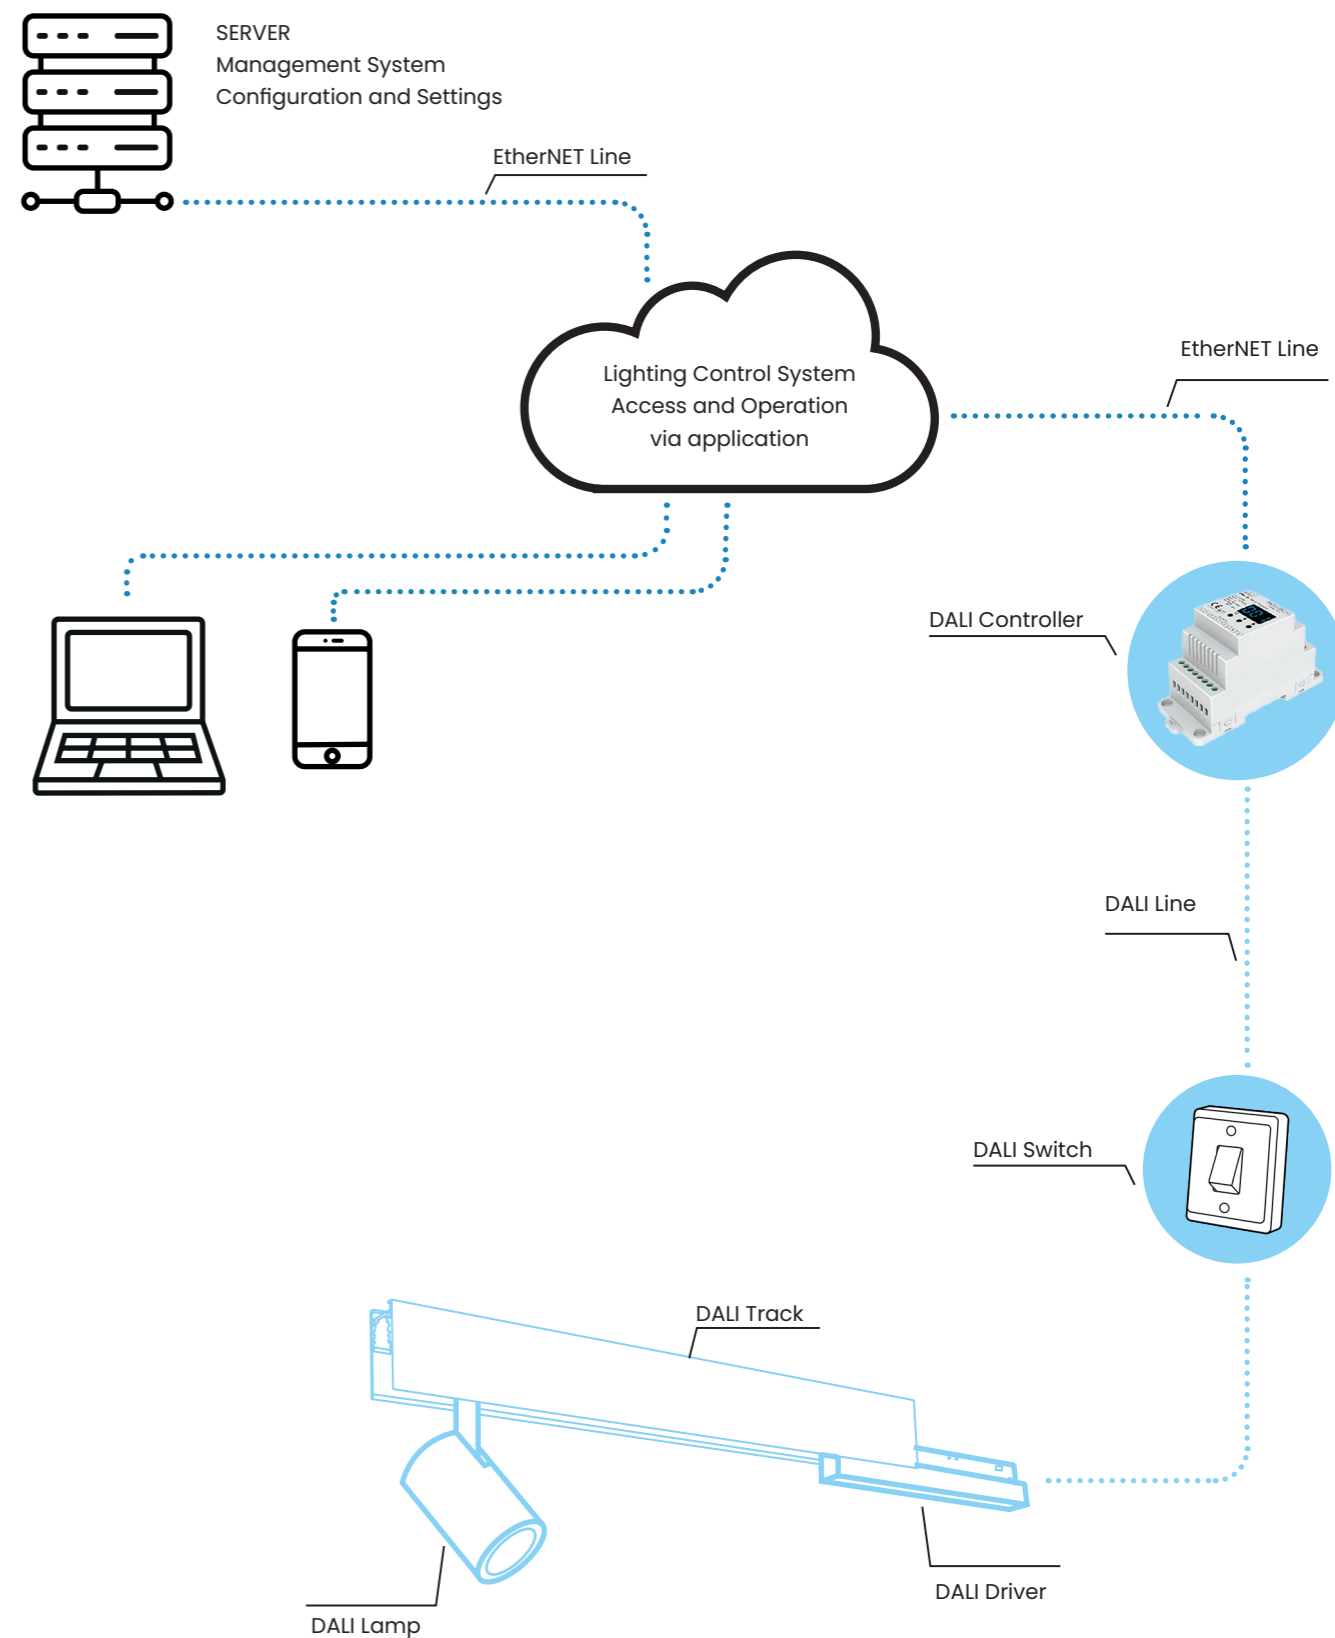 SERVER
Management System
Configuration and Settings
EtherNET Line
EtherNET Line
Lighting Control System
Access and Operation
via application
DALI Controller
DALI Line
DALI Switch
DALI Track
DALI Driver
DALI Lamp